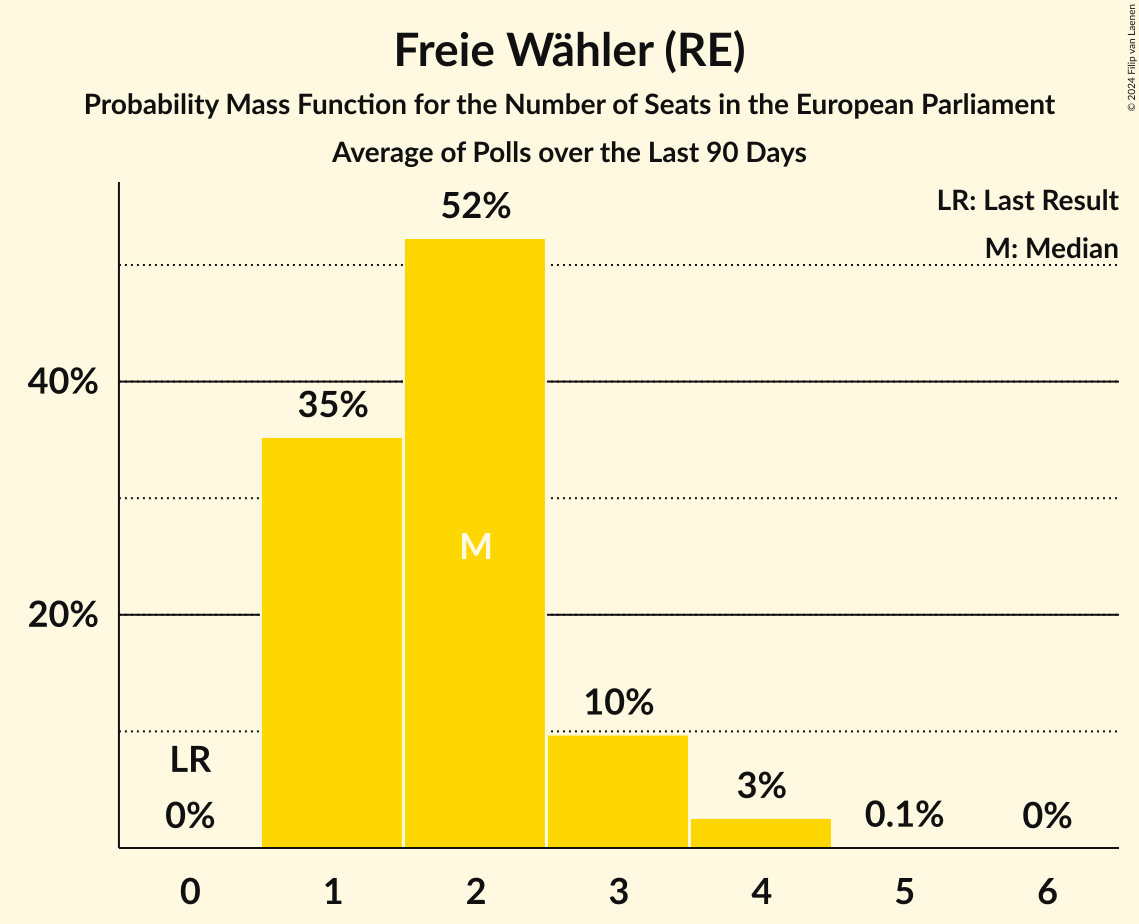 Freie Wähler (RE)
Probability Mass Function for the Number of Seats in the European Parliament
Average of Polls over the Last 90 Days
© 2024 Filip van Laenen
LR: Last Result
M: Median
52%
40%
35%
M
20%
10%
LR
3%
0%
0.1%
0%
0 1 2 3 4 5 6